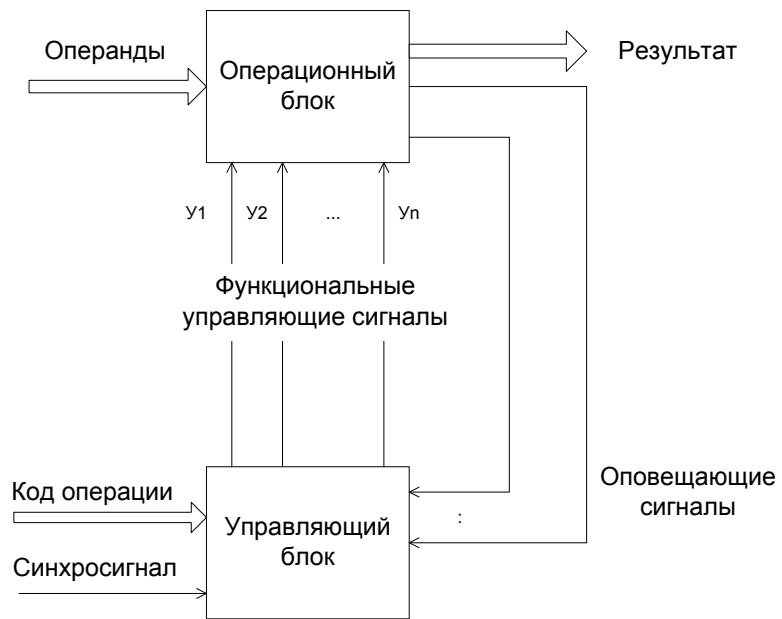 Операнды
Операционный
блок
Результат
У1 У2 ... Уn
Функциональные
управляющие сигналы
Код операции
Управляющий
блок
:
Оповещающие
сигналы
Синхросигнал